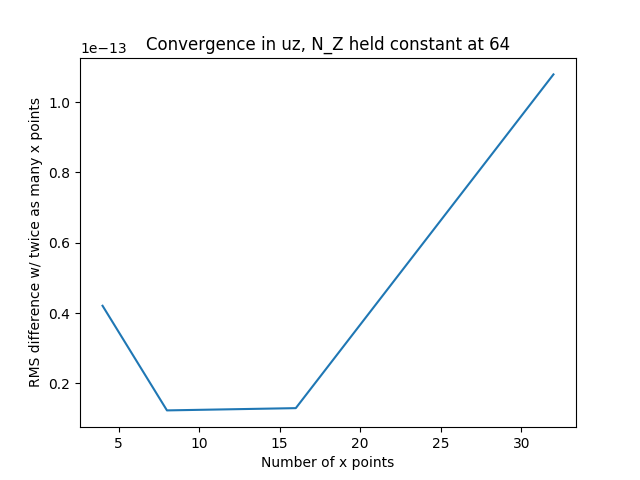 Convergence in uz, N_Z held constant at 64
1e−13
1.0
0.8
0.6
0.4
0.2
RMS difference w/ twice as many x points
5
10
15
20
25
30
Number of x points